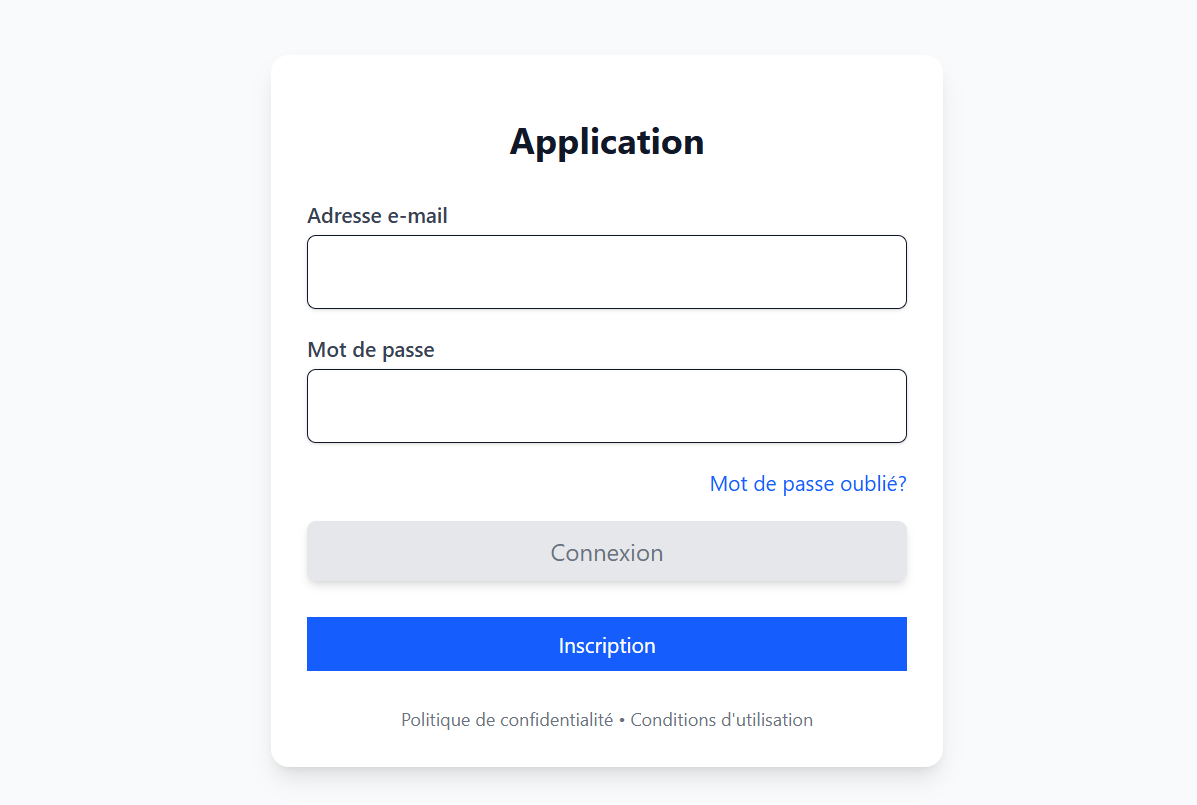 Application
Adresse e-mail
Mot de passe
Mot de passe oublié?
Connexion
Inscription
Politique de confidentialité • Conditions d'utilisation